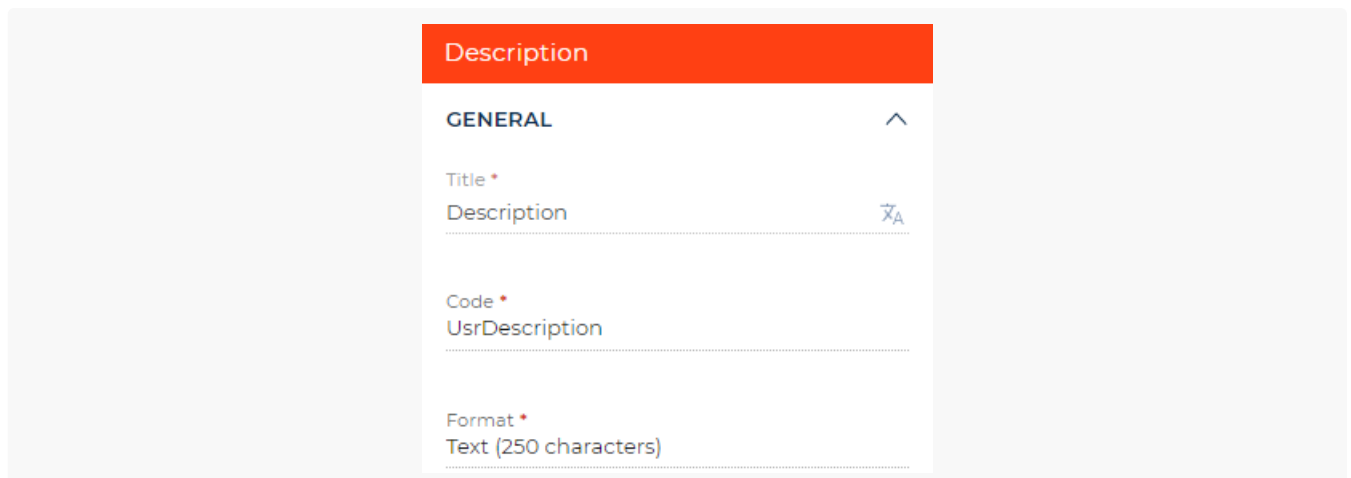 Description
GENERAL
Title *
Description
Code *
UsrDescription
Format *
Text (250 characters)